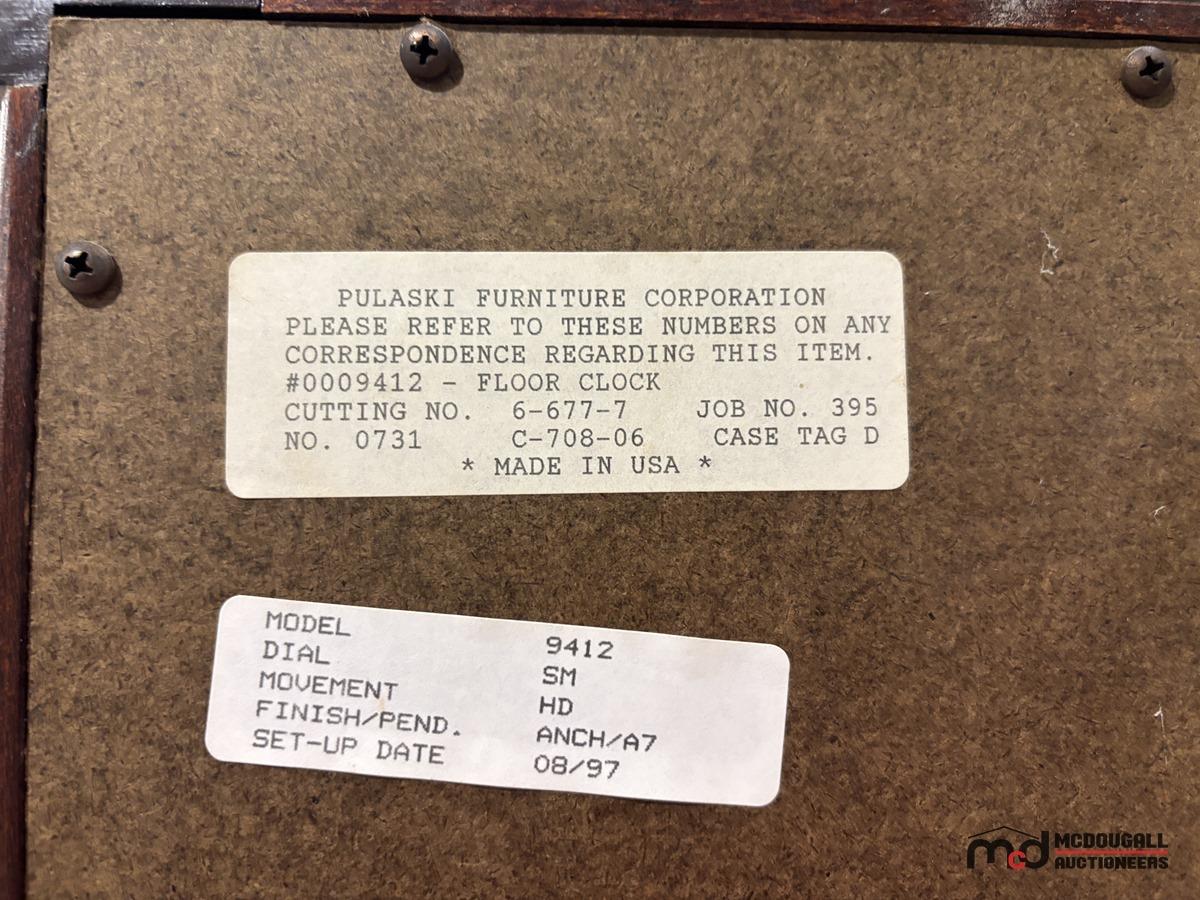 PULASKI FURNITURE CORPORATION
PLEASE REFER TO THESE NUMBERS ON ANY
CORRESPONDENCE REGARDING THIS ITEM.
#0009412 - FLOOR CLOCK
CUTTING NO. 6-677-7 JOB NO. 395
NO. 0731 C-708-06 CASE TAG D
* MADE IN USA *
MODEL 9412
DIAL SM
MOVEMENT HD
FINISH/PEND. ANCH/A7
SET-UP DATE 08/97
mcd MCDOUGALL
AUCTIONEERS